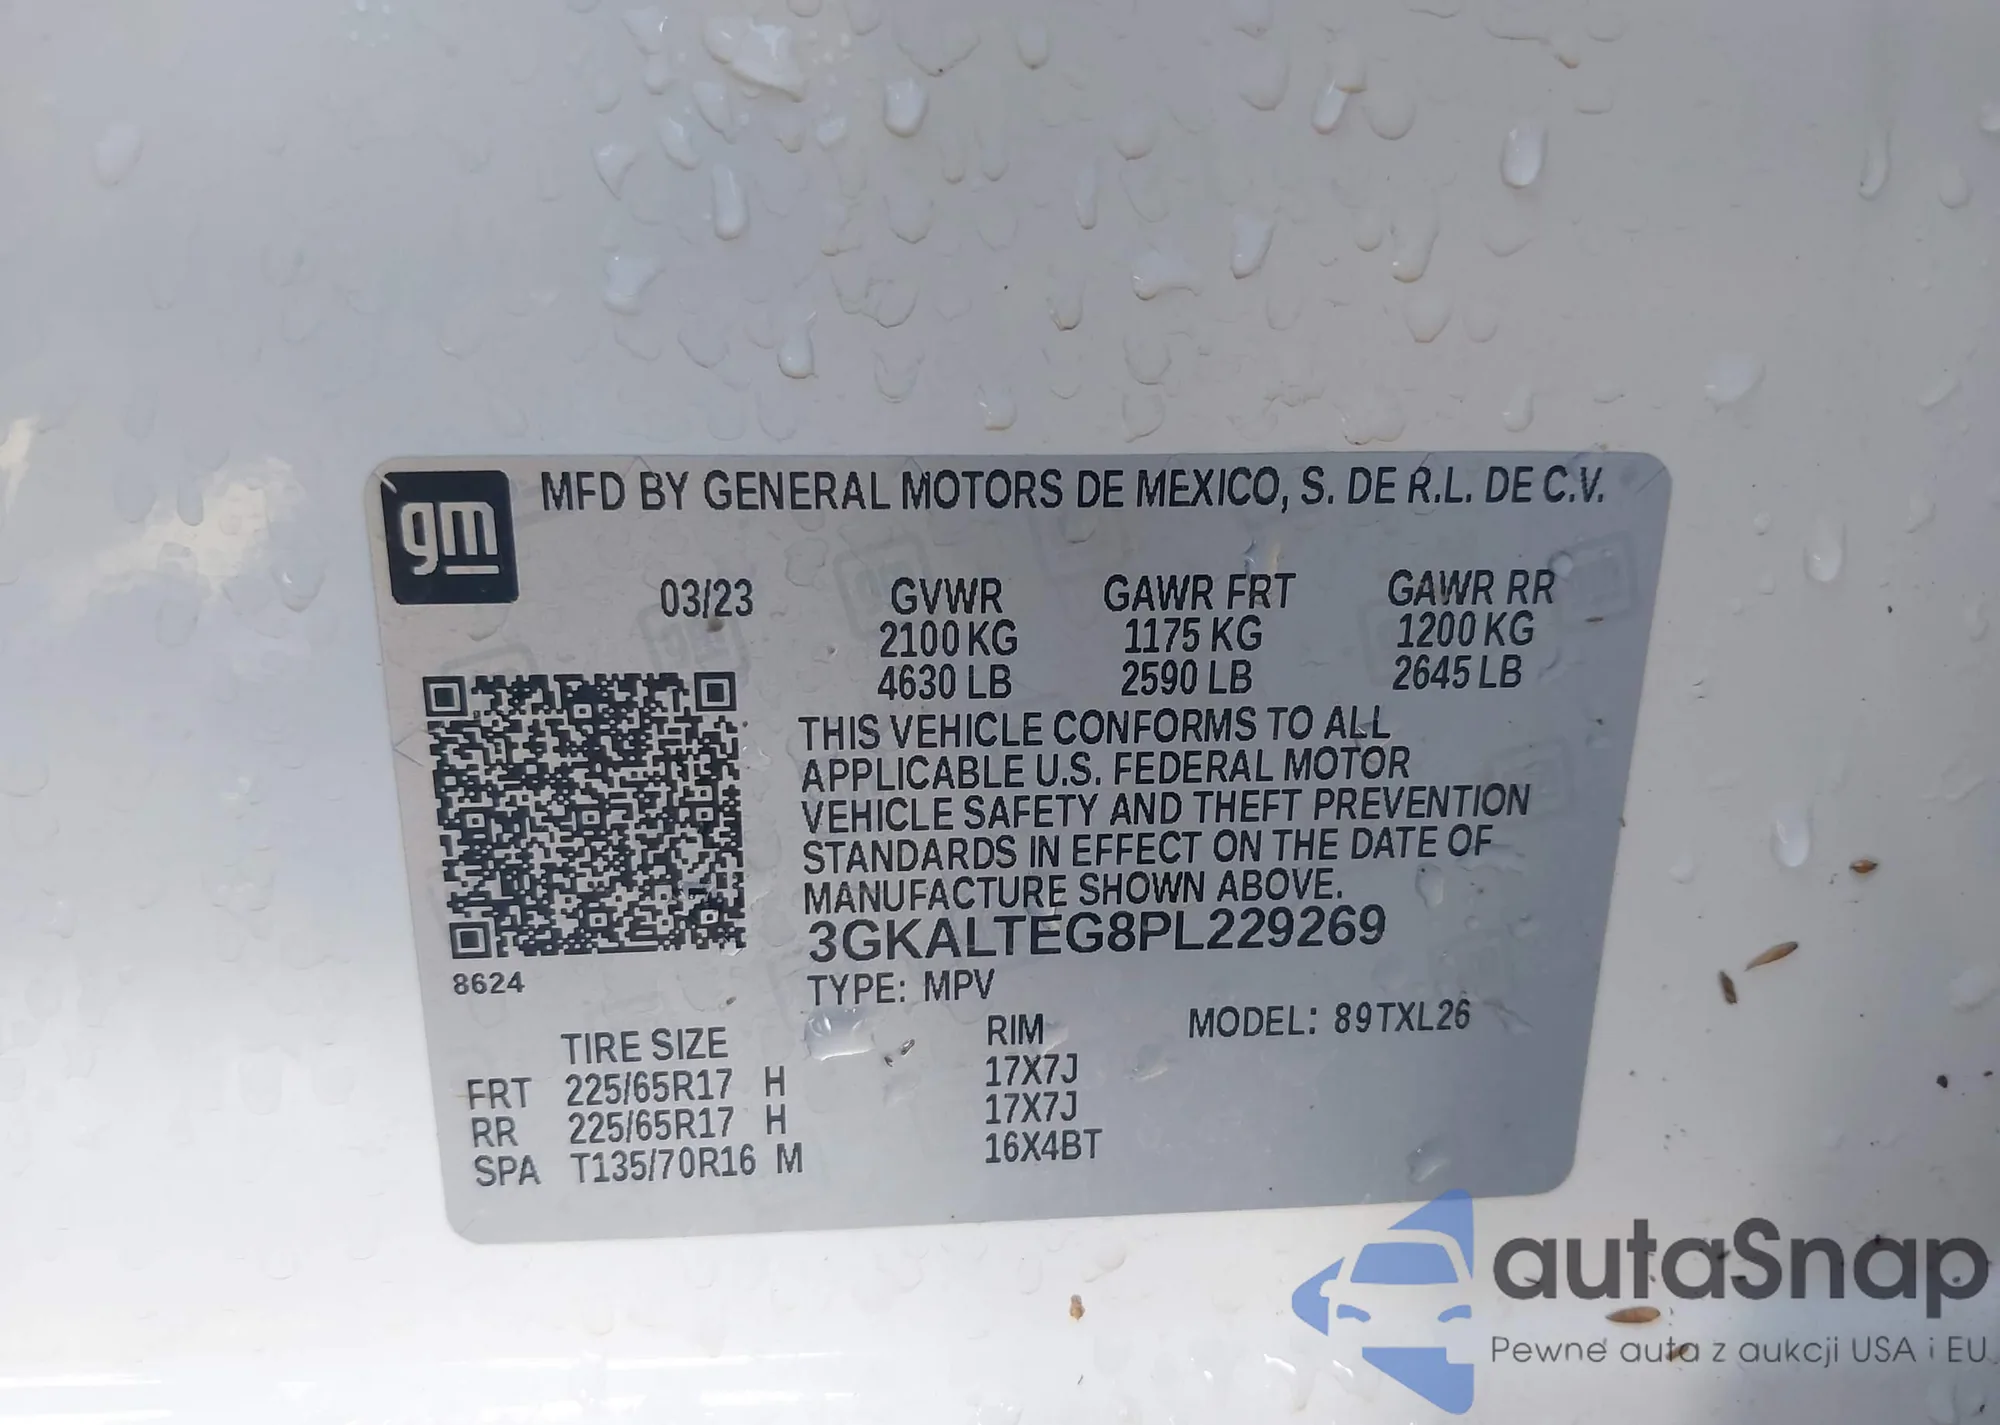 gm
MFD BY GENERAL MOTORS DE MEXICO, S. DE R.L. DE C.V.
03/23 GVWR GAWR FRT GAWR RR
2100 KG 1175 KG 1200 KG
4630 LB 2590 LB 2645 LB
THIS VEHICLE CONFORMS TO ALL
APPLICABLE U.S. FEDERAL MOTOR
VEHICLE SAFETY AND THEFT PREVENTION
STANDARDS IN EFFECT ON THE DATE OF
MANUFACTURE SHOWN ABOVE.
3GKALTEG8PL229269
8624
TYPE: MPV
MODEL: 89TXL26
TIRE SIZE RIM
FRT 225/65R17 H 17X7J
RR 225/65R17 H 17X7J
SPA T135/70R16 M 16X4BT
autaSnap
Pewne auta z aukcji USA i EU